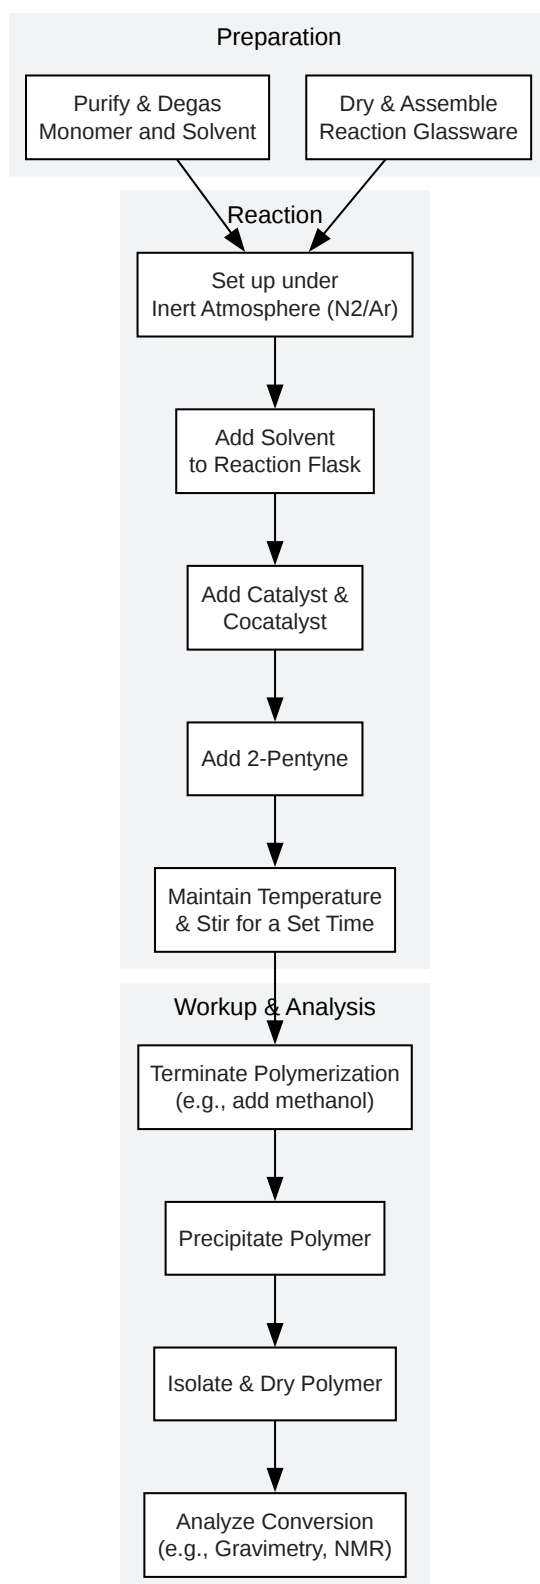 Preparation
Purify & Degas
Monomer and Solvent
Dry & Assemble
Reaction Glassware
Reaction
Set up under
Inert Atmosphere (N2/Ar)
Add Solvent
to Reaction Flask
Add Catalyst &
Cocatalyst
Add 2-Pentyne
Maintain Temperature
& Stir for a Set Time
Workup & Analysis
Terminate Polymerization
(e.g., add methanol)
Precipitate Polymer
Isolate & Dry Polymer
Analyze Conversion
(e.g., Gravimetry, NMR)